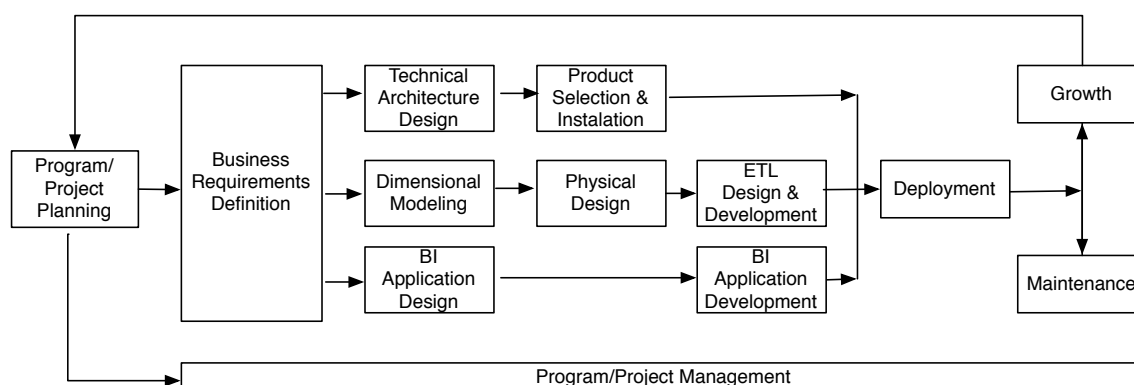 Program/
Project
Planning
Business
Requirements
Definition
Technical
Architecture
Design
Product
Selection &
Instalation
Dimensional
Modeling
Physical
Design
ETL
Design &
Development
BI
Application
Design
BI
Application
Development
Deployment
Growth
Maintenance
Program/Project Management